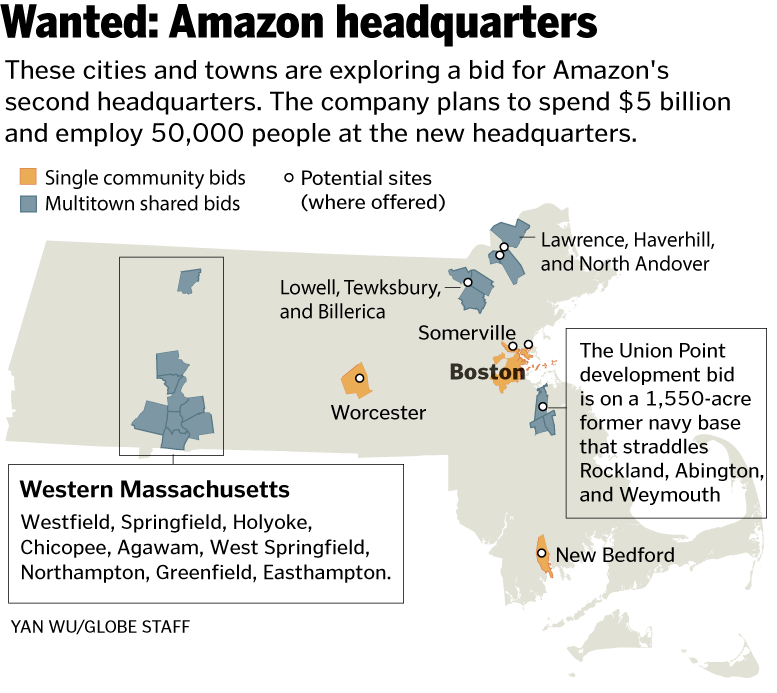 Wanted: Amazon headquarters
These cities and towns are exploring a bid for Amazon's
second headquarters. The company plans to spend $5 billion
and employ 50,000 people at the new headquarters.
Single community bids
Multitown shared bids
Potential sites
(where offered)
Lawrence, Haverhill,
and North Andover
Lowell, Tewksbury,
and Billerica
Somerville
Boston
Worcester
The Union Point
development bid
is on a 1,550-acre
former navy base
that straddles
Rockland, Abington,
and Weymouth
Western Massachusetts
Westfield, Springfield, Holyoke,
Chicopee, Agawam, West Springfield,
Northampton, Greenfield, Easthampton.
New Bedford
YAN WU/GLOBE STAFF